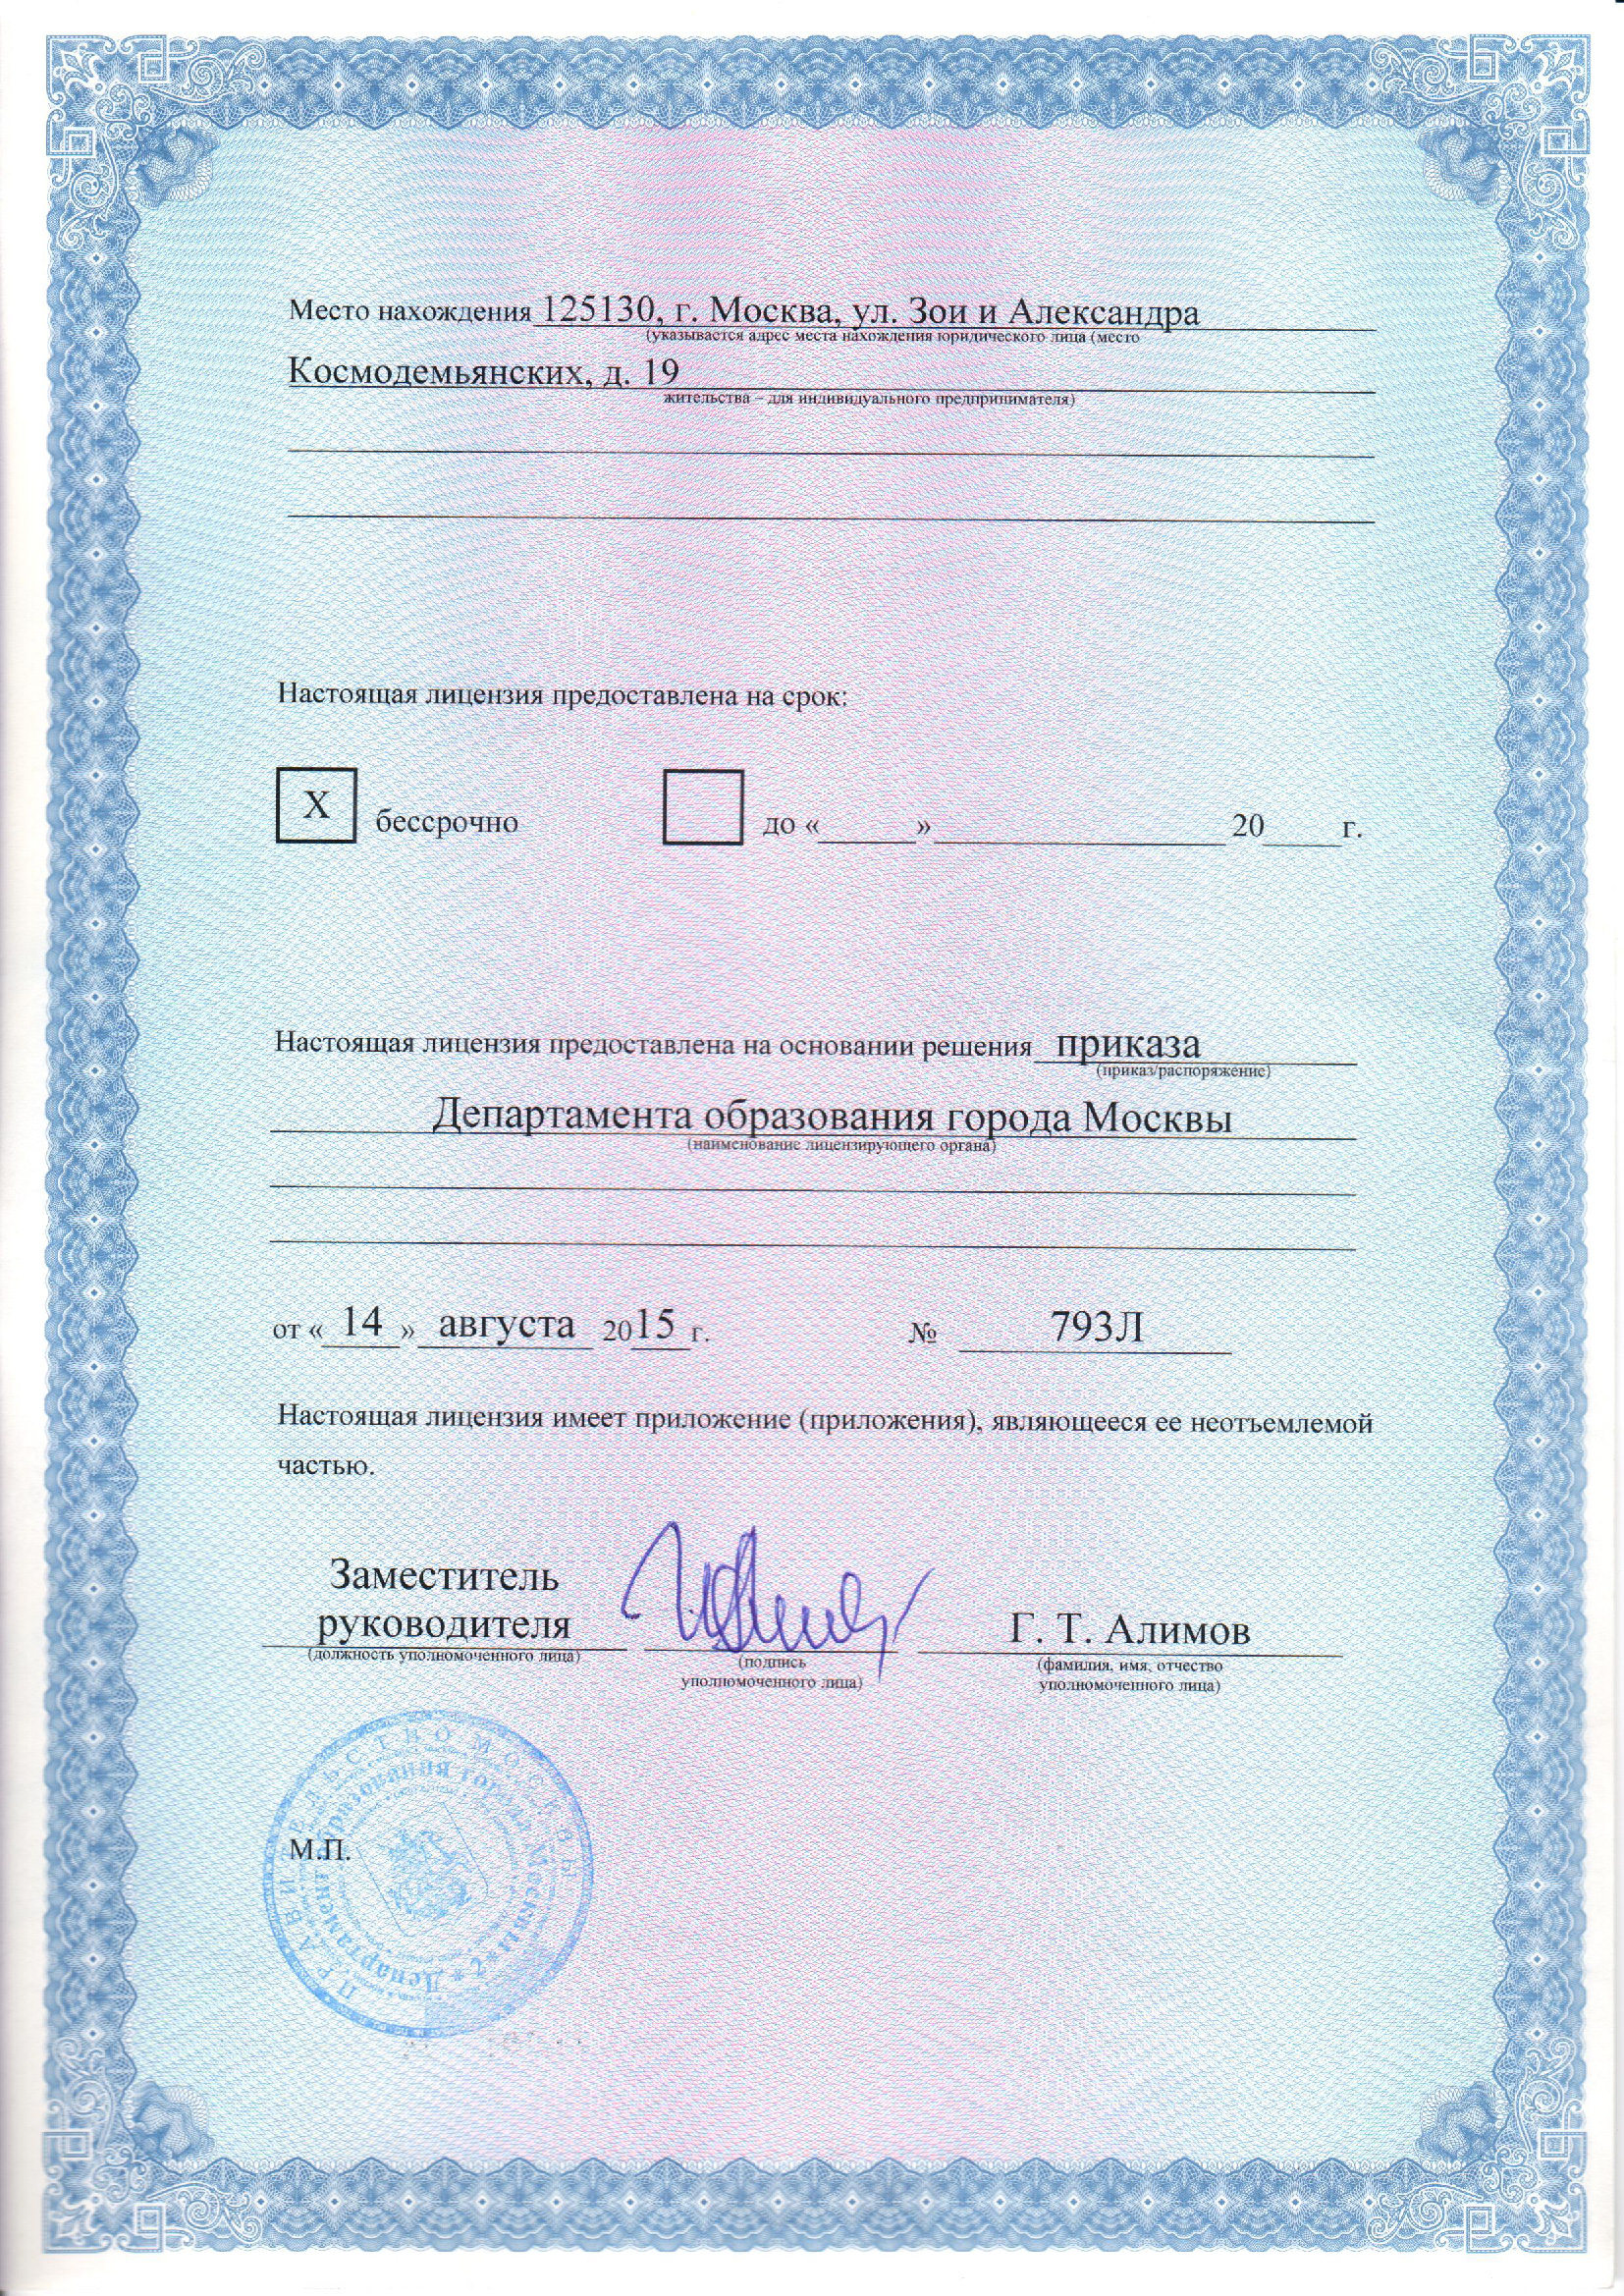 Место нахождения 125130, г. Москва, ул. Зои и Александра
(указывается адрес места нахождения юридического лица (место
Космодемьянских, д. 19
жительства – для индивидуального предпринимателя)
Настоящая лицензия предоставлена на срок:
X бессрочно до «____»____________ 20___г.
Настоящая лицензия предоставлена на основании решения приказа
(приказ/распоряжение)
Департамента образования города Москвы
(наименование лицензирующего органа)
от « 14 » августа 2015 г. № 793Л
Настоящая лицензия имеет приложение (приложения), являющееся ее неотъемлемой
частью.
Заместитель
руководителя Г. Т. Алимов
(должность уполномоченного лица) (подпись уполномоченного лица) (фамилия, имя, отчество уполномоченного лица)
ПРАВИТЕЛЬСТВО МОСКВЫ
Департамент образования города Москвы
* 2 *
М.П.